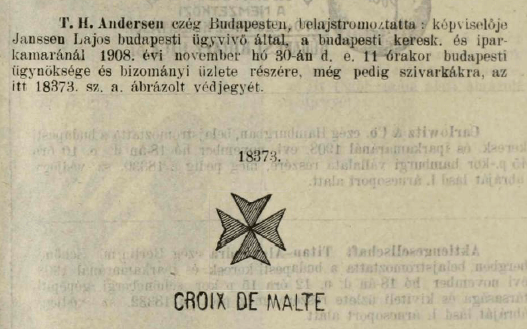 T. H. Andersen czég Budapesten, belajstromoztatta : képviselője
Janssen Lajos budapesti ügyvivő által, a budapesti keresk. és ipar-
kamaránál 1908. évi november hó 30-án d. e. 11 órakor budapesti
ügynöksége és bizományi üzlete részére, még pedig szivarkákra, az
itt 18373. sz. a. ábrázolt védjegyét.
18373.
CROIX DE MALTE